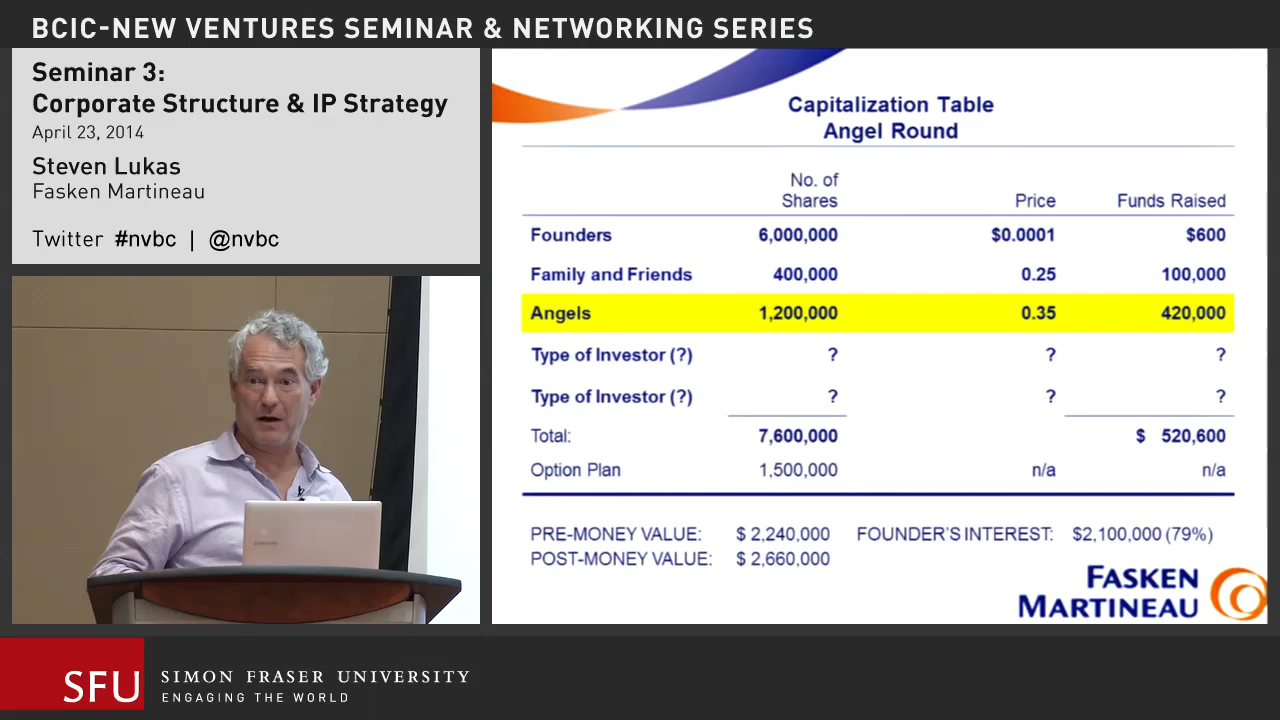 BCIC-NEW VENTURES SEMINAR & NETWORKING SERIES
Seminar 3:
Corporate Structure & IP Strategy
April 23, 2014
Steven Lukas
Fasken Martineau
Twitter #nvbc | @nvbc
Capitalization Table
Angel Round
No. of
Shares Price Funds Raised
Founders 6,000,000 $0.0001 $600
Family and Friends 400,000 0.25 100,000
Angels 1,200,000 0.35 420,000
Type of Investor (?) ? ? ?
Type of Investor (?) ? ? ?
Total: 7,600,000 $ 520,600
Option Plan 1,500,000 n/a n/a
PRE-MONEY VALUE: $ 2,240,000 FOUNDER'S INTEREST: $2,100,000 (79%)
POST-MONEY VALUE: $ 2,660,000
FASKEN
MARTINEAU
SAMSUNG
SFU SIMON FRASER UNIVERSITY
ENGAGING THE WORLD